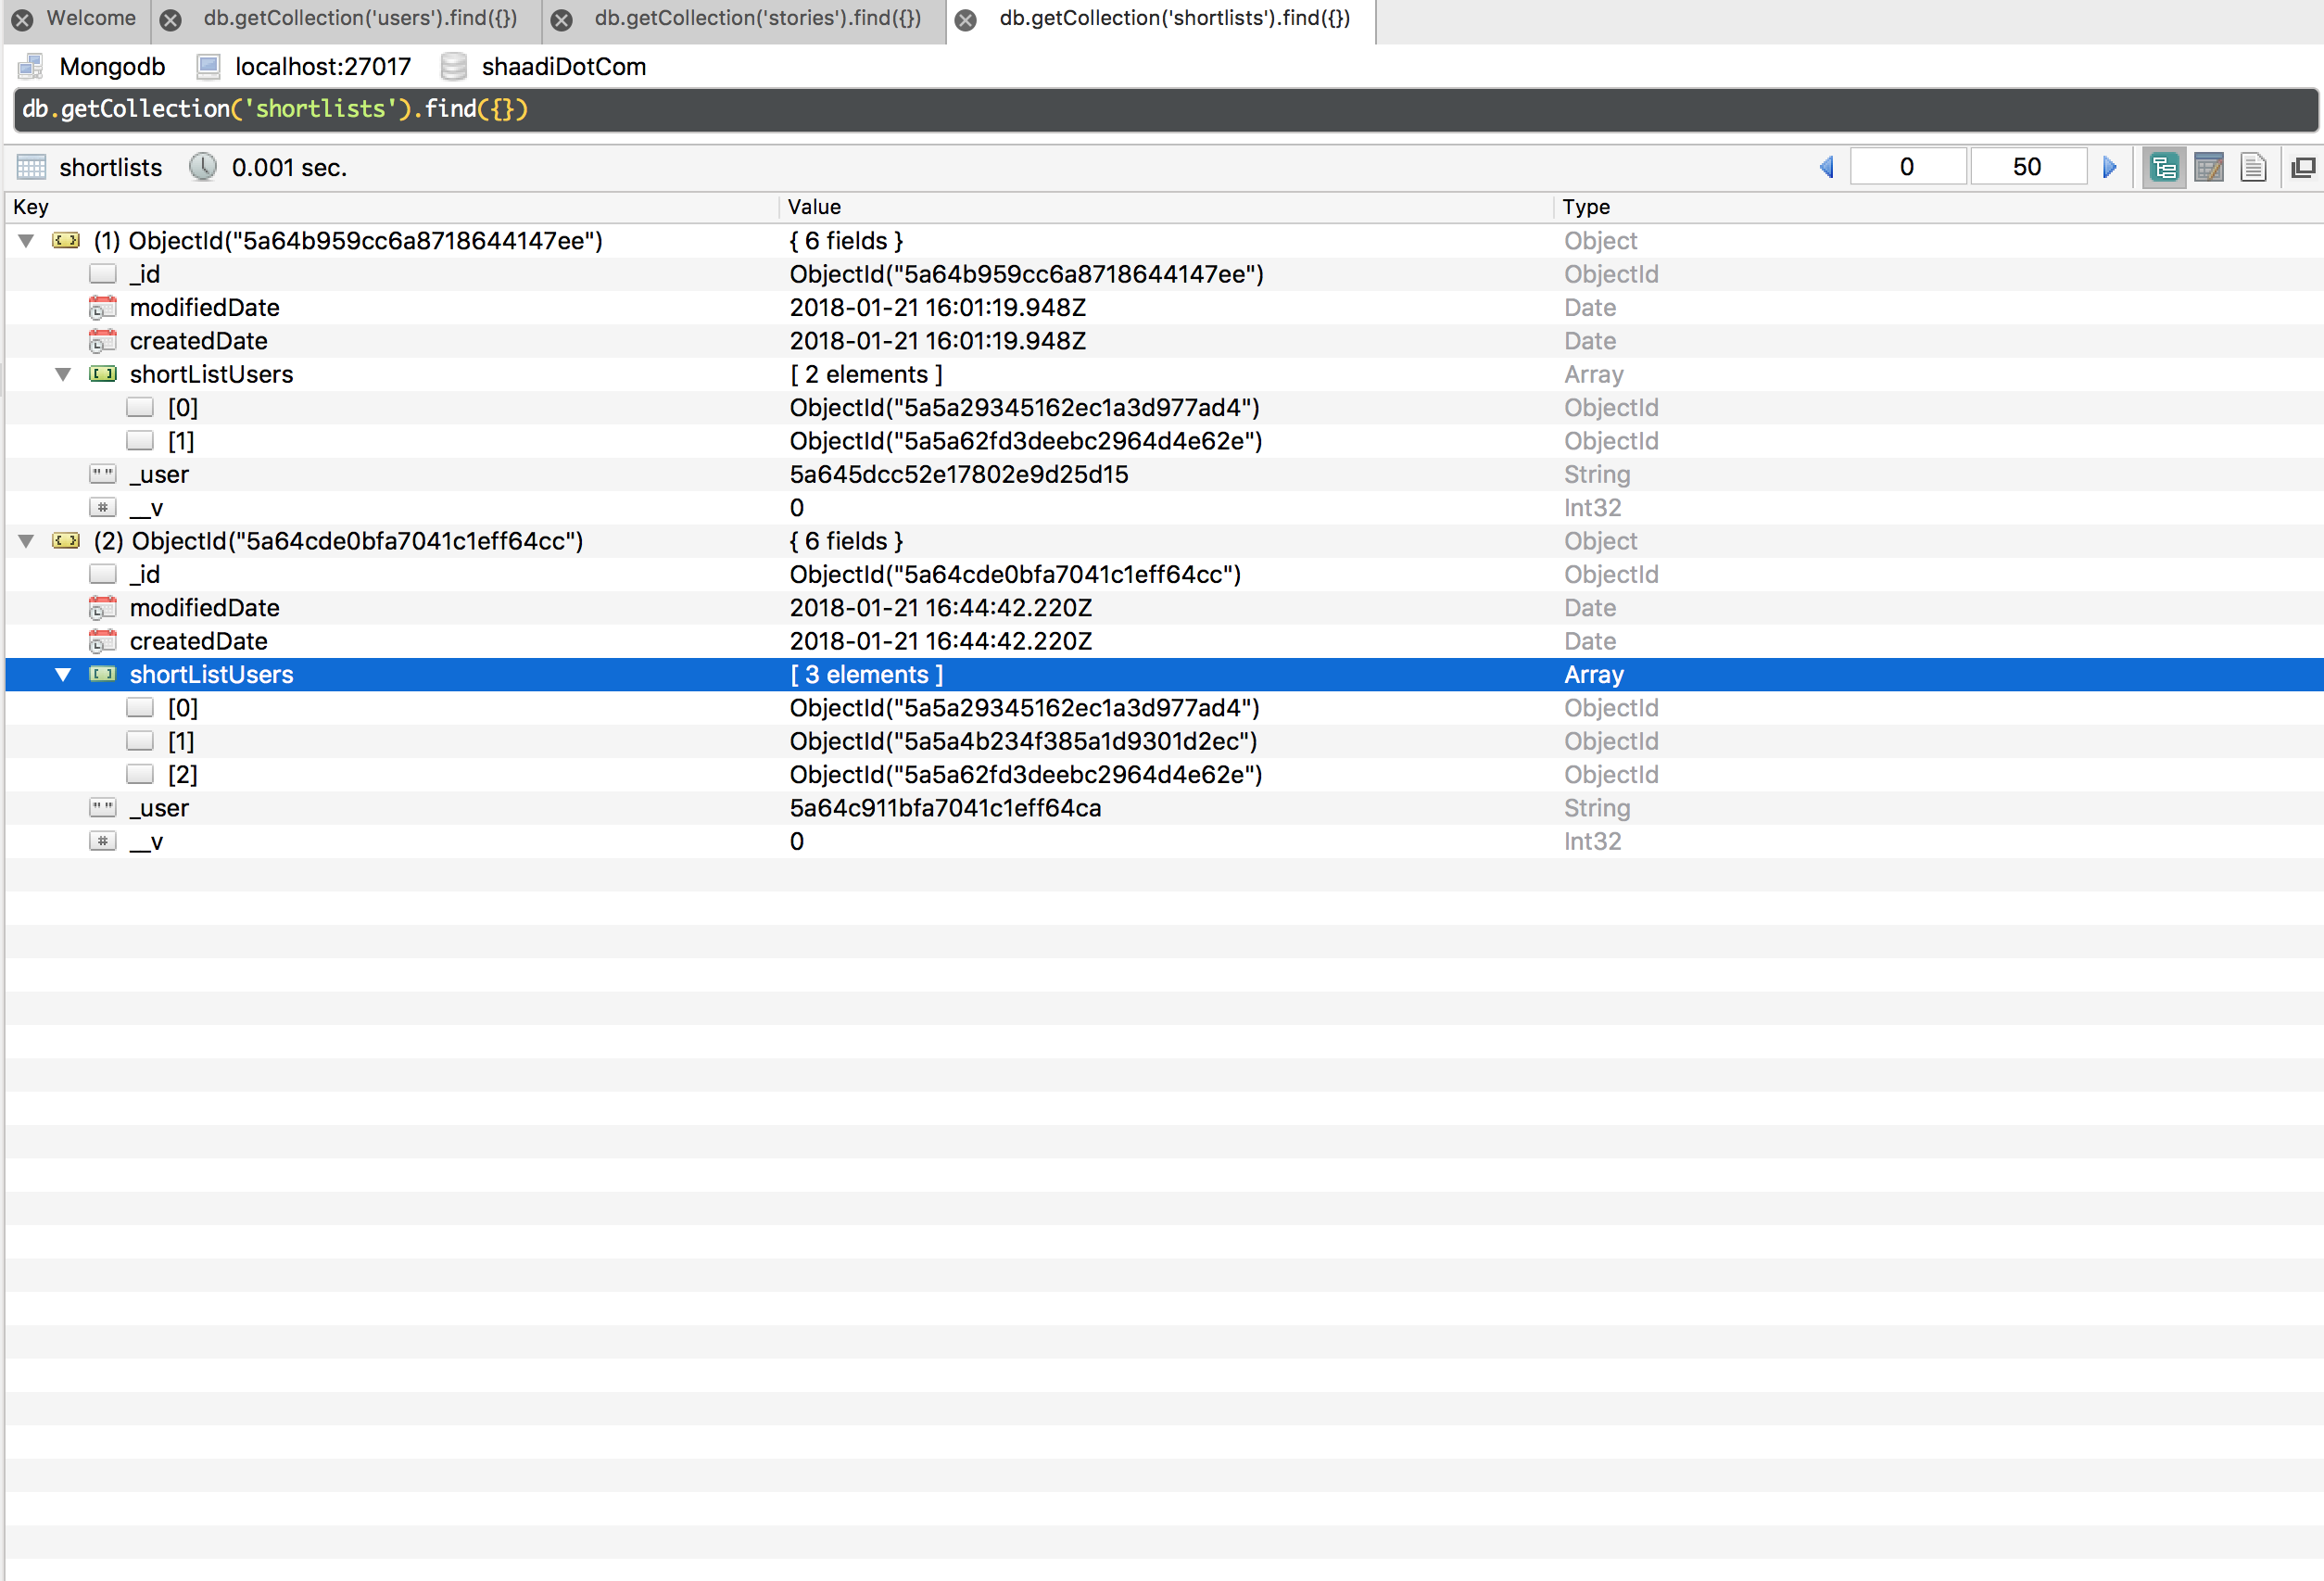 Welcome db.getCollection('users').find({}) db.getCollection('stories').find({}) db.getCollection('shortlists').find({})
Mongodb localhost:27017 shaadiDotCom
db.getCollection('shortlists').find({})
shortlists 0.001 sec. 0 50
Key Value Type
(1) ObjectId("5a64b959cc6a8718644147ee") { 6 fields } Object
_id ObjectId("5a64b959cc6a8718644147ee") ObjectId
modifiedDate 2018-01-21 16:01:19.948Z Date
createdDate 2018-01-21 16:01:19.948Z Date
shortListUsers [ 2 elements ] Array
[0] ObjectId("5a5a29345162ec1a3d977ad4") ObjectId
[1] ObjectId("5a5a62fd3deebc2964d4e62e") ObjectId
_user 5a645dcc52e17802e9d25d15 String
__v 0 Int32
(2) ObjectId("5a64cde0bfa7041c1eff64cc") { 6 fields } Object
_id ObjectId("5a64cde0bfa7041c1eff64cc") ObjectId
modifiedDate 2018-01-21 16:44:42.220Z Date
createdDate 2018-01-21 16:44:42.220Z Date
shortListUsers [ 3 elements ] Array
[0] ObjectId("5a5a29345162ec1a3d977ad4") ObjectId
[1] ObjectId("5a5a4b234f385a1d9301d2ec") ObjectId
[2] ObjectId("5a5a62fd3deebc2964d4e62e") ObjectId
_user 5a64c911bfa7041c1eff64ca String
__v 0 Int32